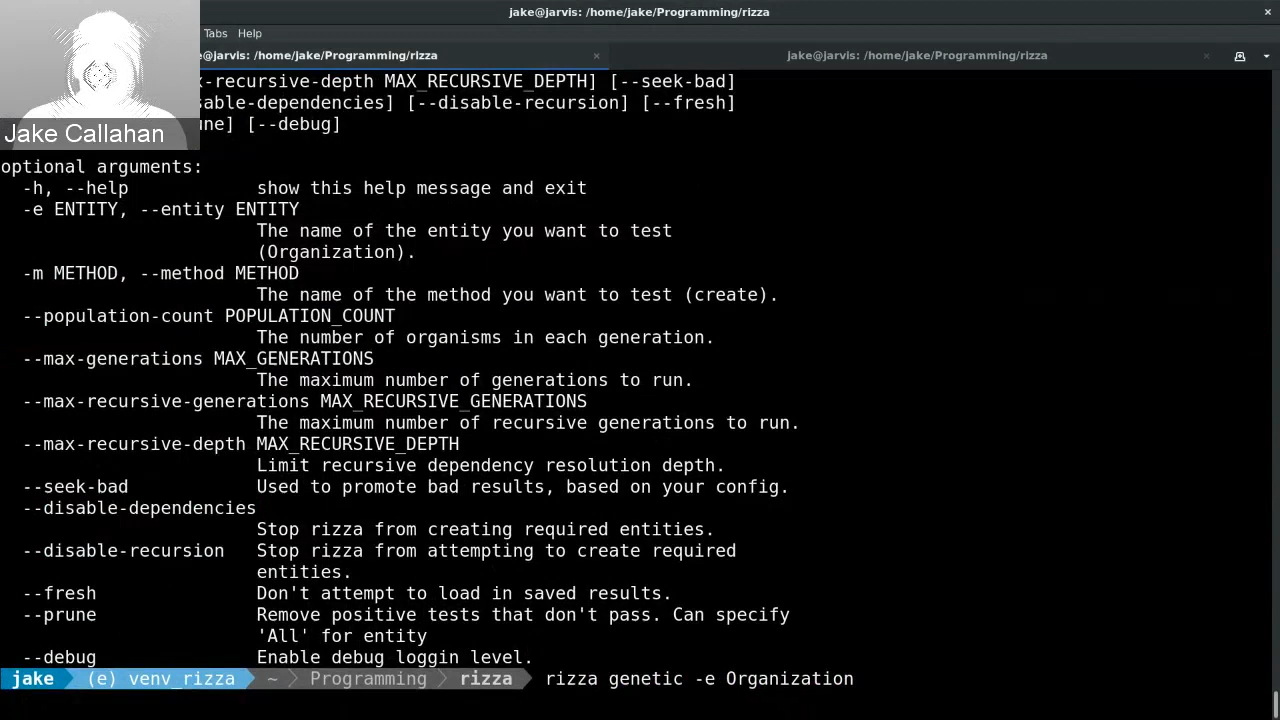 jake@jarvis: /home/jake/Programming/rizza
Tabs Help
@jarvis: /home/jake/Programming/rizza
jake@jarvis: /home/jake/Programming/rizza
x-recursive-depth MAX_RECURSIVE_DEPTH] [--seek-bad]
sable-dependencies] [--disable-recursion] [--fresh]
une] [--debug]
Jake Callahan
optional arguments:
-h, --help show this help message and exit
-e ENTITY, --entity ENTITY
The name of the entity you want to test
(Organization).
-m METHOD, --method METHOD
The name of the method you want to test (create).
--population-count POPULATION_COUNT
The number of organisms in each generation.
--max-generations MAX_GENERATIONS
The maximum number of generations to run.
--max-recursive-generations MAX_RECURSIVE_GENERATIONS
The maximum number of recursive generations to run.
--max-recursive-depth MAX_RECURSIVE_DEPTH
Limit recursive dependency resolution depth.
--seek-bad Used to promote bad results, based on your config.
--disable-dependencies
Stop rizza from creating required entities.
--disable-recursion Stop rizza from attempting to create required
entities.
--fresh Don't attempt to load in saved results.
--prune Remove positive tests that don't pass. Can specify
'All' for entity
--debug Enable debug loggin level.
jake (e) venv_rizza ~ Programming rizza rizza genetic -e Organization